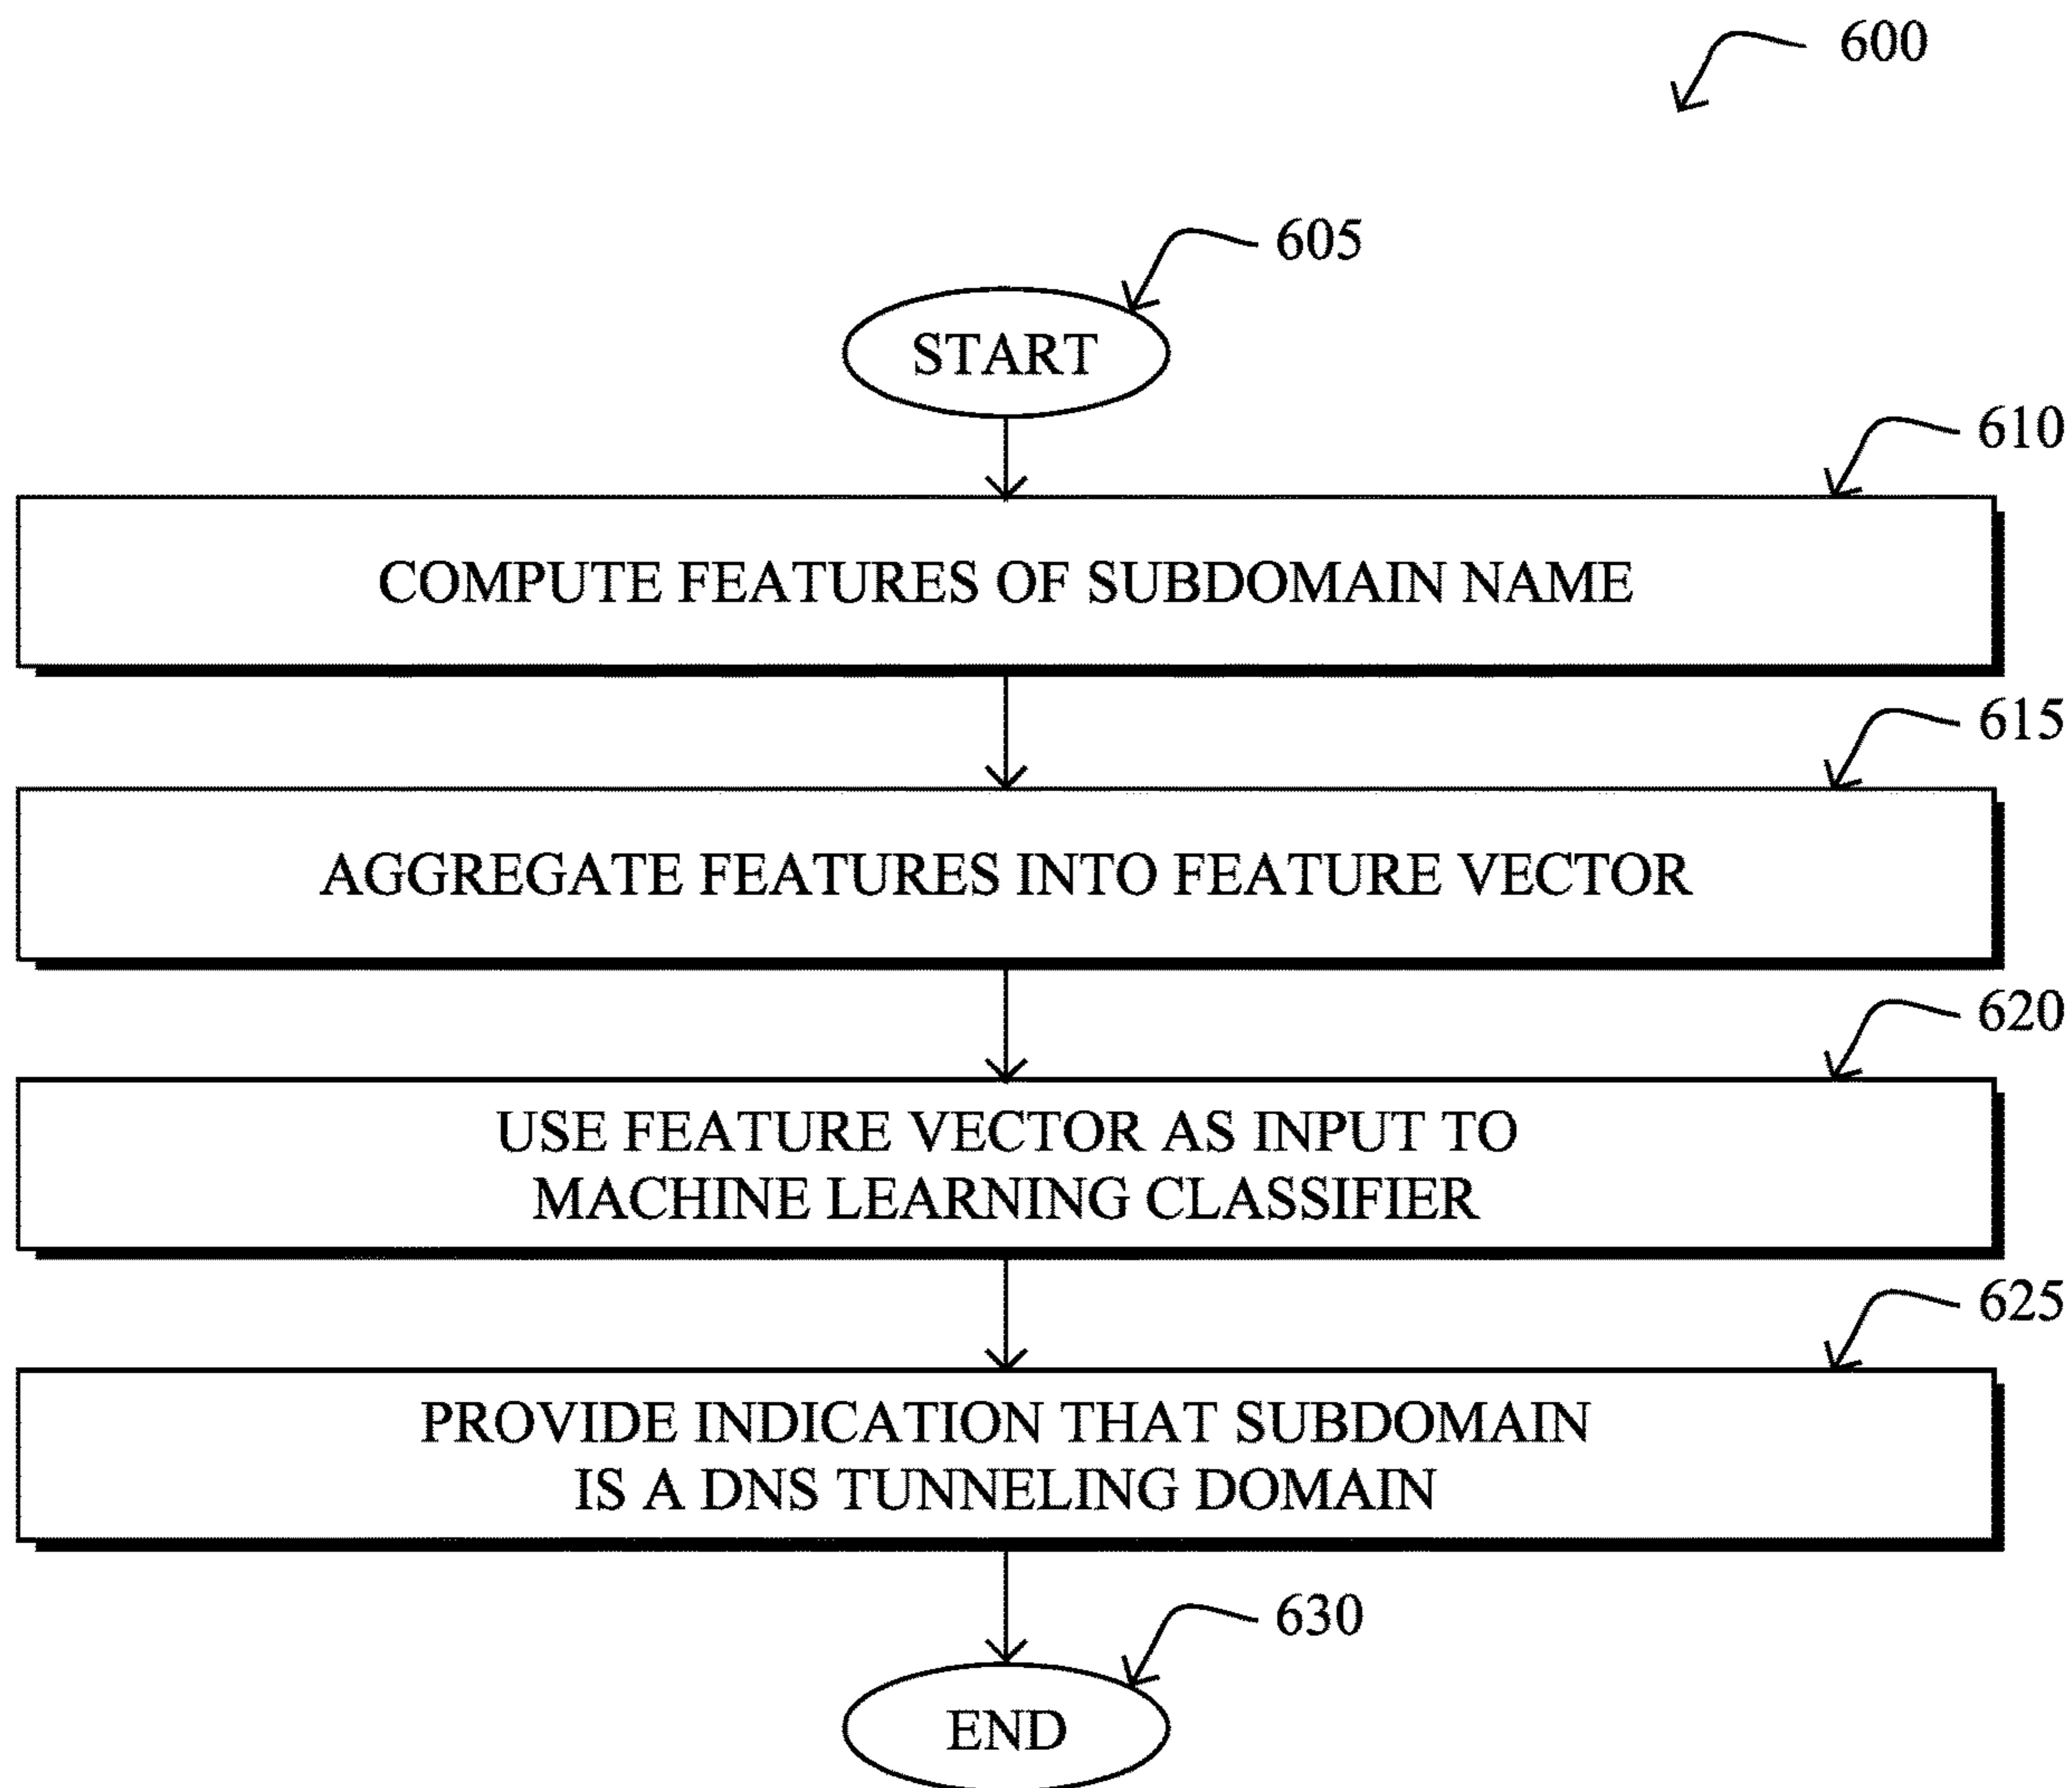 600
605
START
610
COMPUTE FEATURES OF SUBDOMAIN NAME
615
AGGREGATE FEATURES INTO FEATURE VECTOR
620
USE FEATURE VECTOR AS INPUT TO
MACHINE LEARNING CLASSIFIER
625
PROVIDE INDICATION THAT SUBDOMAIN
IS A DNS TUNNELING DOMAIN
630
END